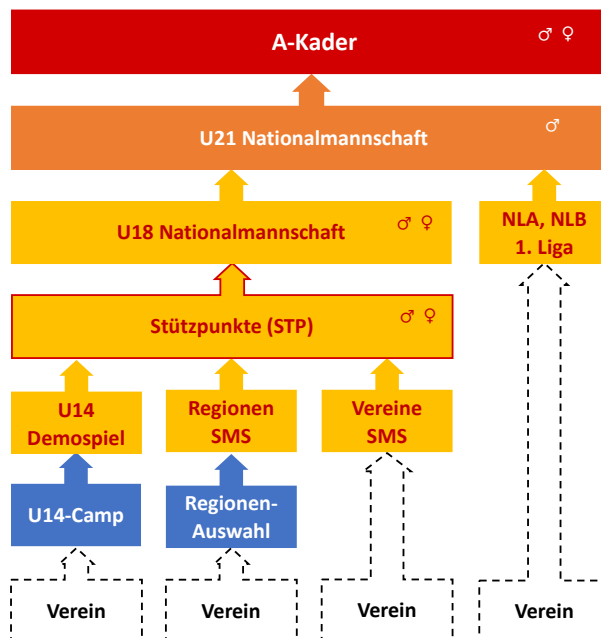 A-Kader ♂ ♀
U21 Nationalmannschaft ♂
U18 Nationalmannschaft ♂ ♀
NLA, NLB
1. Liga
Stützpunkte (STP) ♂ ♀
U14
Demospiel
Regionen
SMS
Vereine
SMS
U14-Camp
Regionen-
Auswahl
Verein
Verein
Verein
Verein